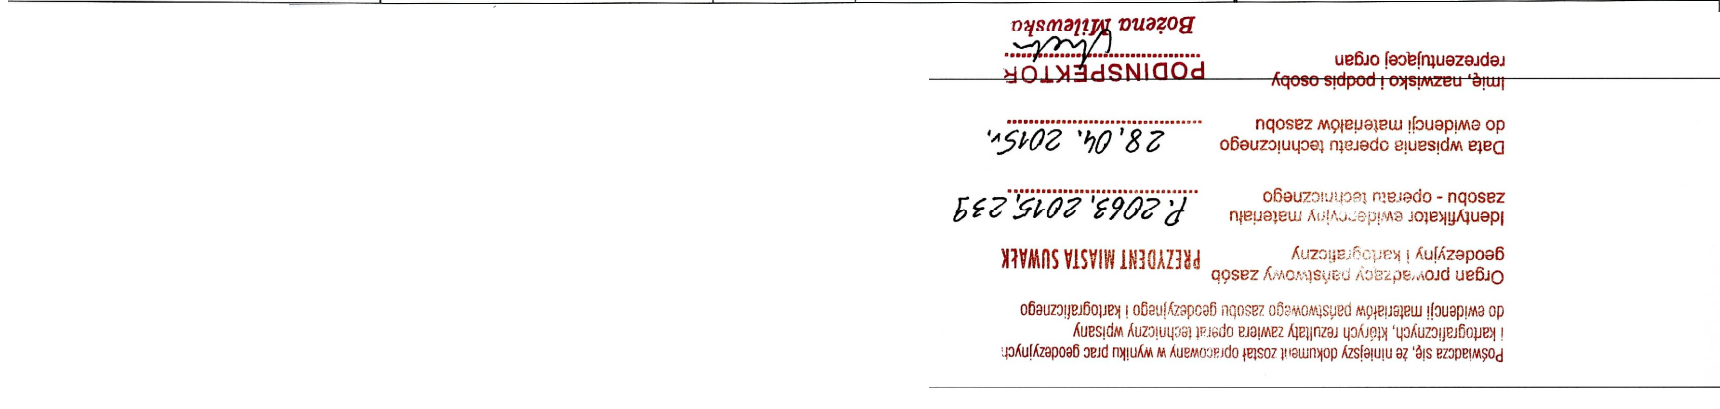 Poświadcza się, że niniejszy dokument został opracowany w wyniku prac geodezyjnych
i kartograficznych, których rezultaty zawiera operat techniczny wpisany
do ewidencji materiałów państwowego zasobu geodezyjnego i kartograficznego
Organ prowadzący państwowy zasób
geodezyjny i kartograficzny PREZYDENT MIASTA SUWAŁK
Identyfikator ewidencyjny materiału
zasobu - operatu technicznego P.2063.2015.239
Data wpisania operatu technicznego
do ewidencji materiałów zasobu 28.04.2015r.
Imię, nazwisko i podpis osoby PODINSPEKTOR
reprezentującej organ
Bożena Milewska